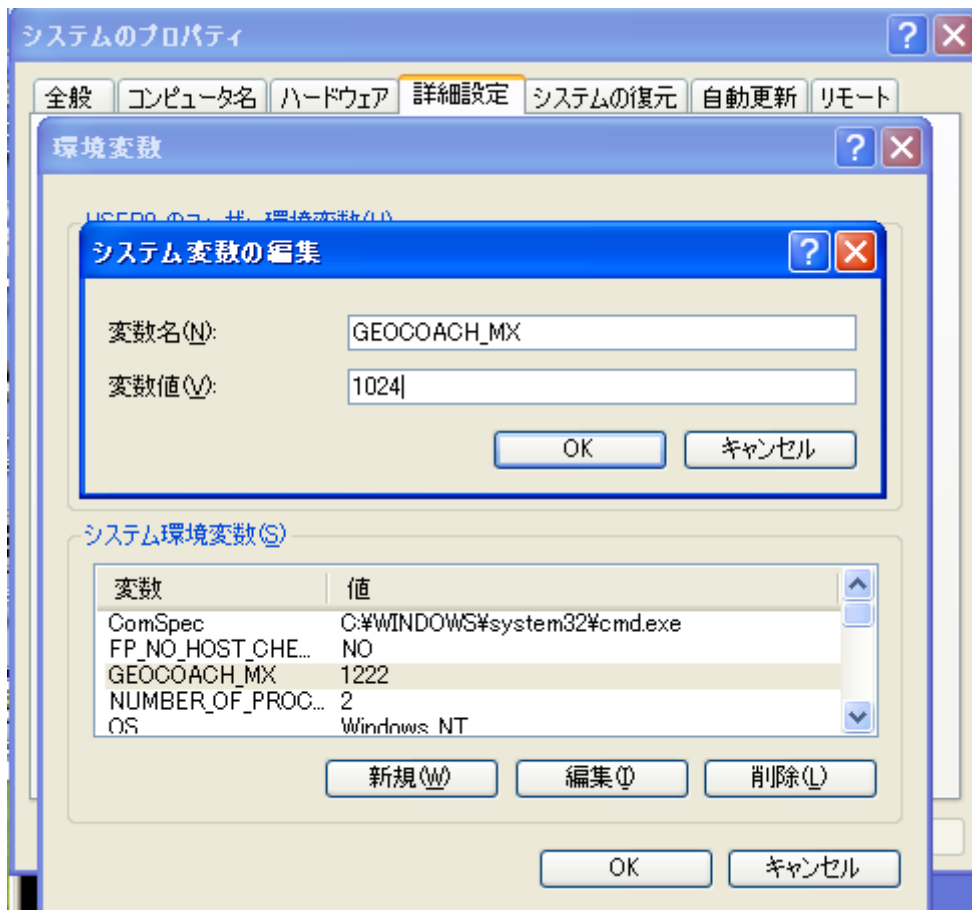 システムのプロパティ
全般 コンピュータ名 ハードウェア 詳細設定 システムの復元 自動更新 リモート
環境変数
システム変数の編集
変数名(N):
GEOCOACH_MX
変数値(V):
1024
OK キャンセル
システム環境変数(S)
変数 値
ComSpec C:¥WINDOWS¥system32¥cmd.exe
FP_NO_HOST_CHE... NO
GEOCOACH_MX 1222
NUMBER_OF_PROC... 2
OS Windows_NT
新規(W) 編集(I) 削除(L)
OK キャンセル